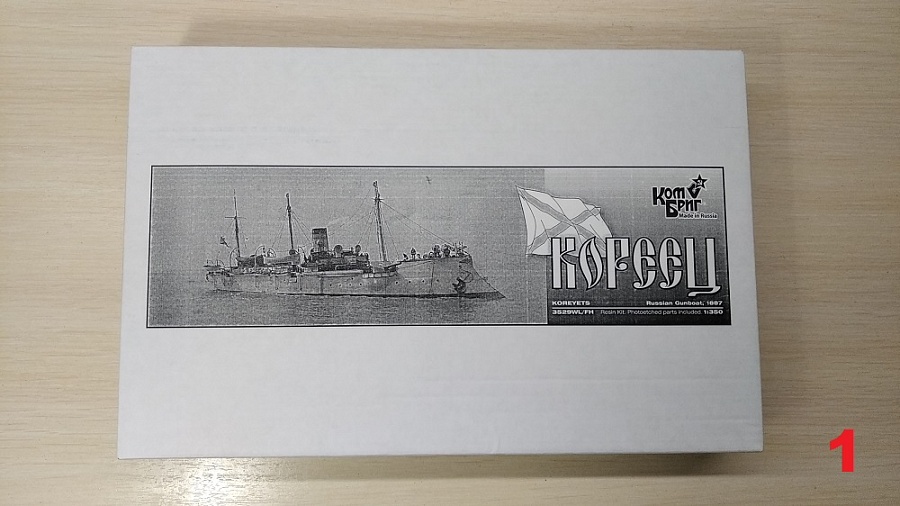 Ком
Бриг
Made in Russia
КОРЕЕЦ
KOREYETS Russian Gunboat, 1887
3529WL/FH Resin Kit. Photoetched parts included. 1:350
1